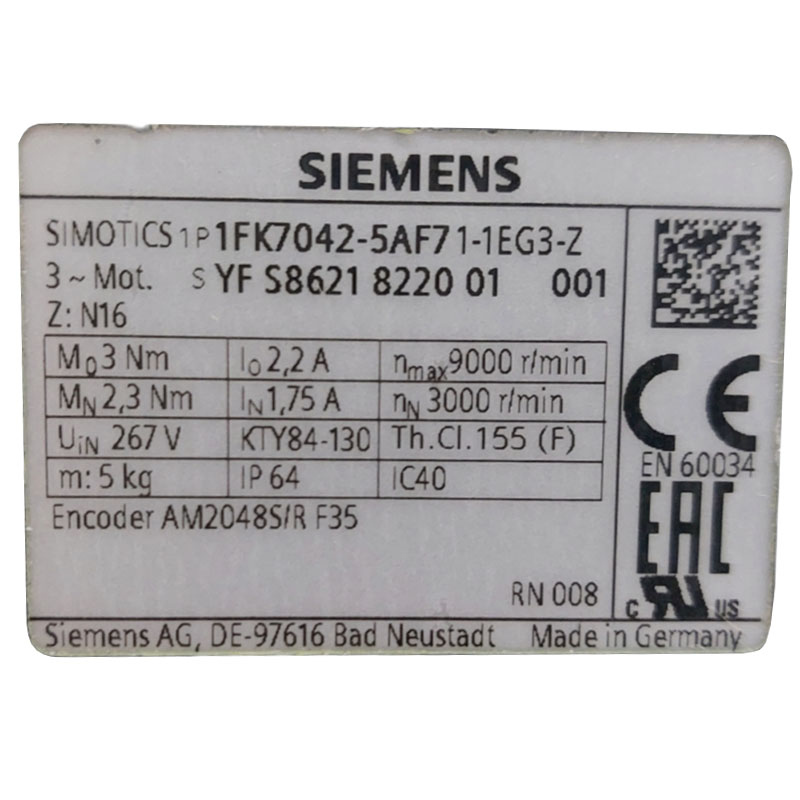 SIEMENS
SIMOTICS 1P 1FK7042-5AF71-1EG3-Z
3 ~ Mot. S YF S8621 8220 01 001
Z: N16
M0 3 Nm I0 2,2 A nmax 9000 r/min
MN 2,3 Nm IN 1,75 A nN 3000 r/min
UiN 267 V KTY84-130 Th.Cl.155 (F)
m: 5 kg IP 64 IC40
Encoder AM2048S/R F35
RN 008
CE
EN 60034
EAC
c RU US
Siemens AG, DE-97616 Bad Neustadt Made in Germany